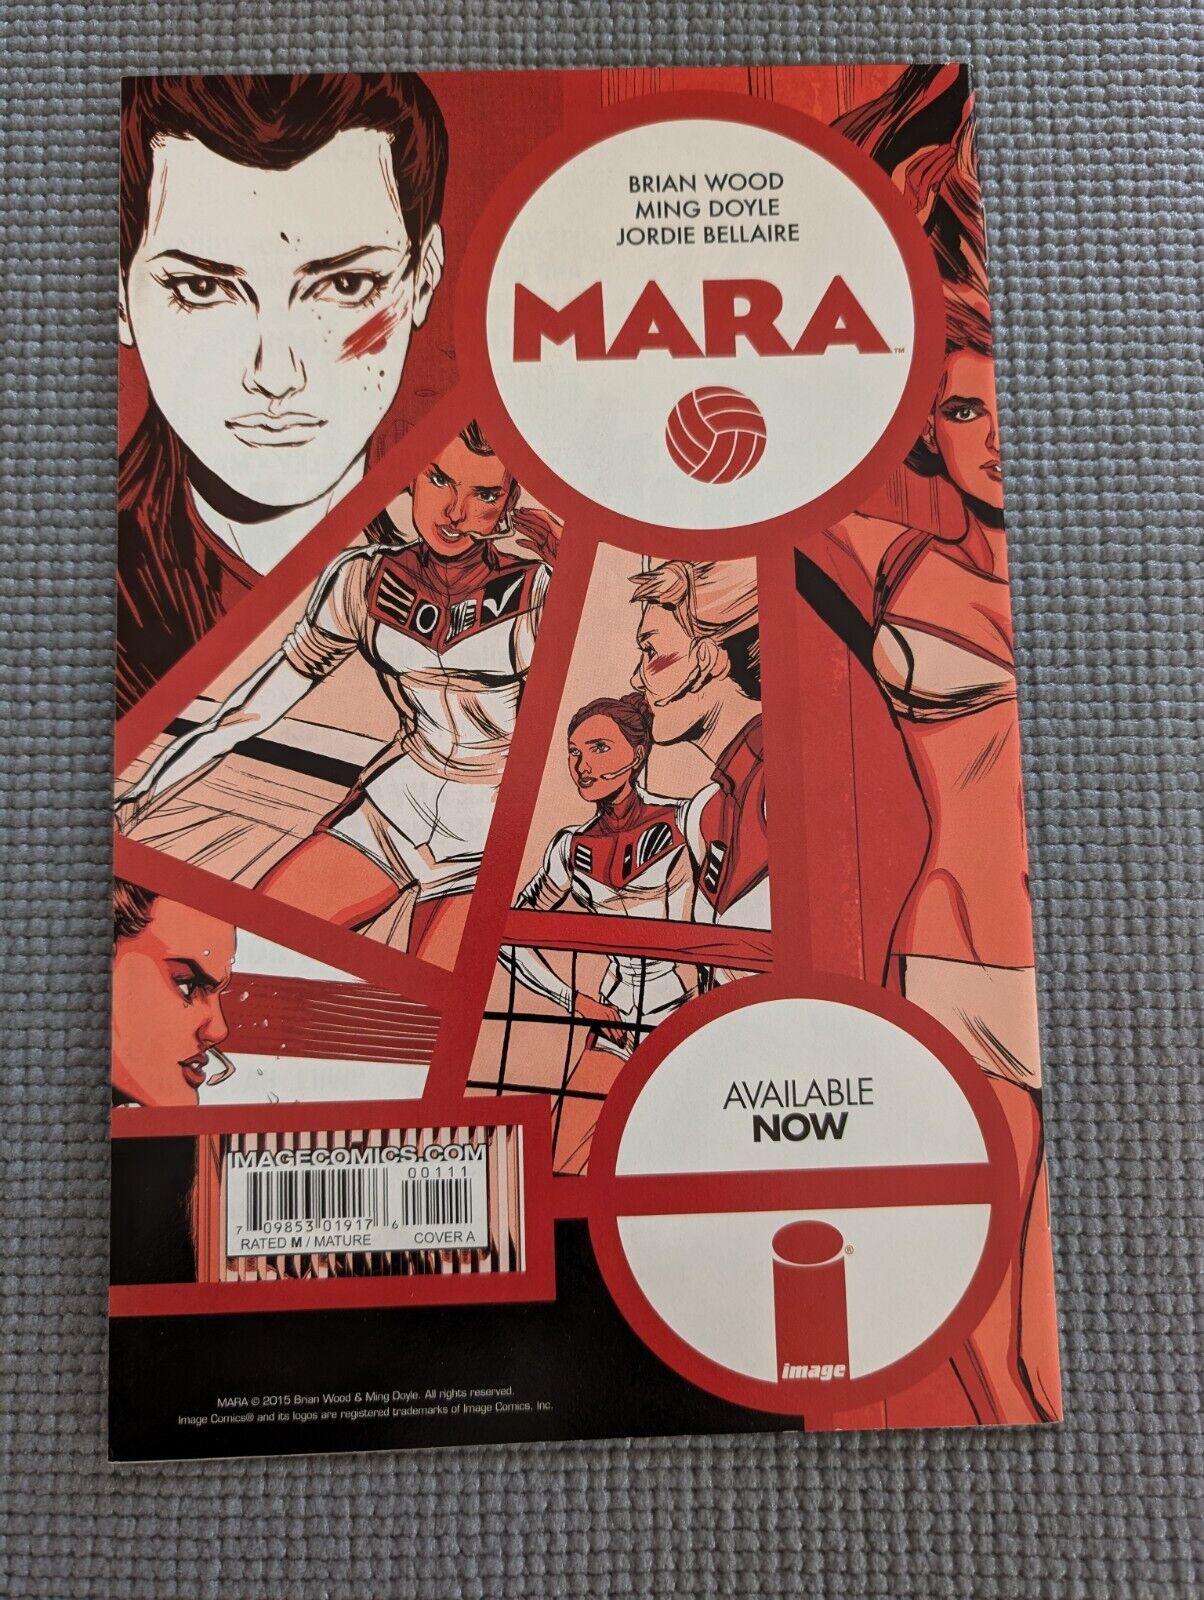 BRIAN WOOD
MING DOYLE
JORDIE BELLAIRE
MARA™
AVAILABLE
NOW
IMAGECOMICS.COM
00111
7 09853 01917 6
RATED M / MATURE COVER A
®
image
MARA © 2015 Brian Wood & Ming Doyle. All rights reserved.
Image Comics® and its logos are registered trademarks of Image Comics, Inc.